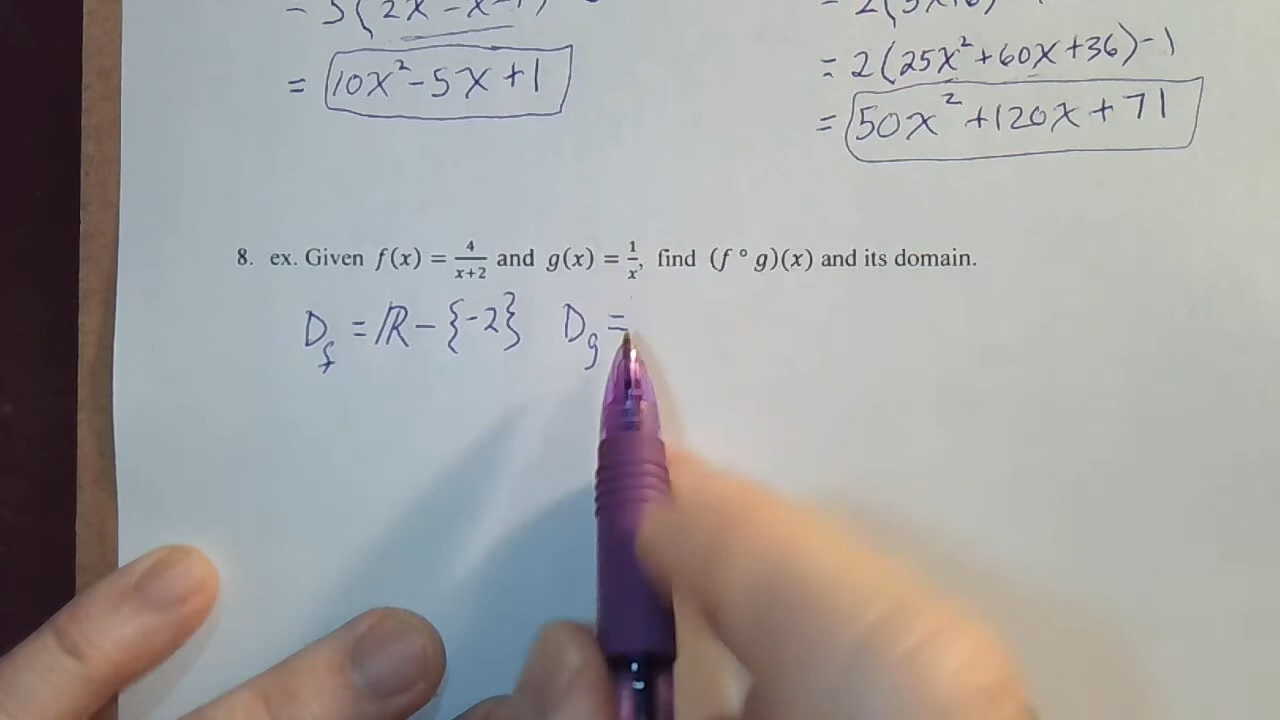 = 10x² - 5x + 1
= 2(25x² + 60x + 36) - 1
= 50x² + 120x + 71
8. ex. Given f(x) = 4/(x+2) and g(x) = 1/x, find (f ∘ g)(x) and its domain.
D_f = ℝ - {-2} D_g =